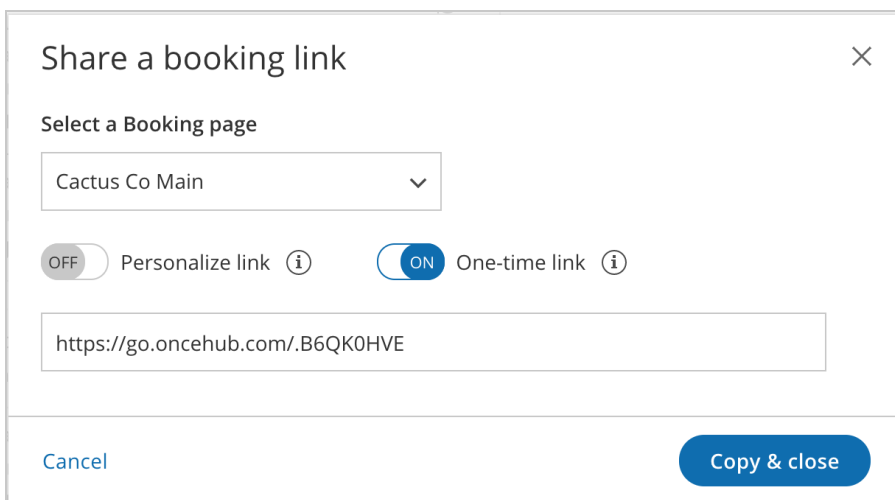 Share a booking link
Select a Booking page
Cactus Co Main
OFF Personalize link ON One-time link
https://go.oncehub.com/.B6QK0HVE
Cancel Copy & close